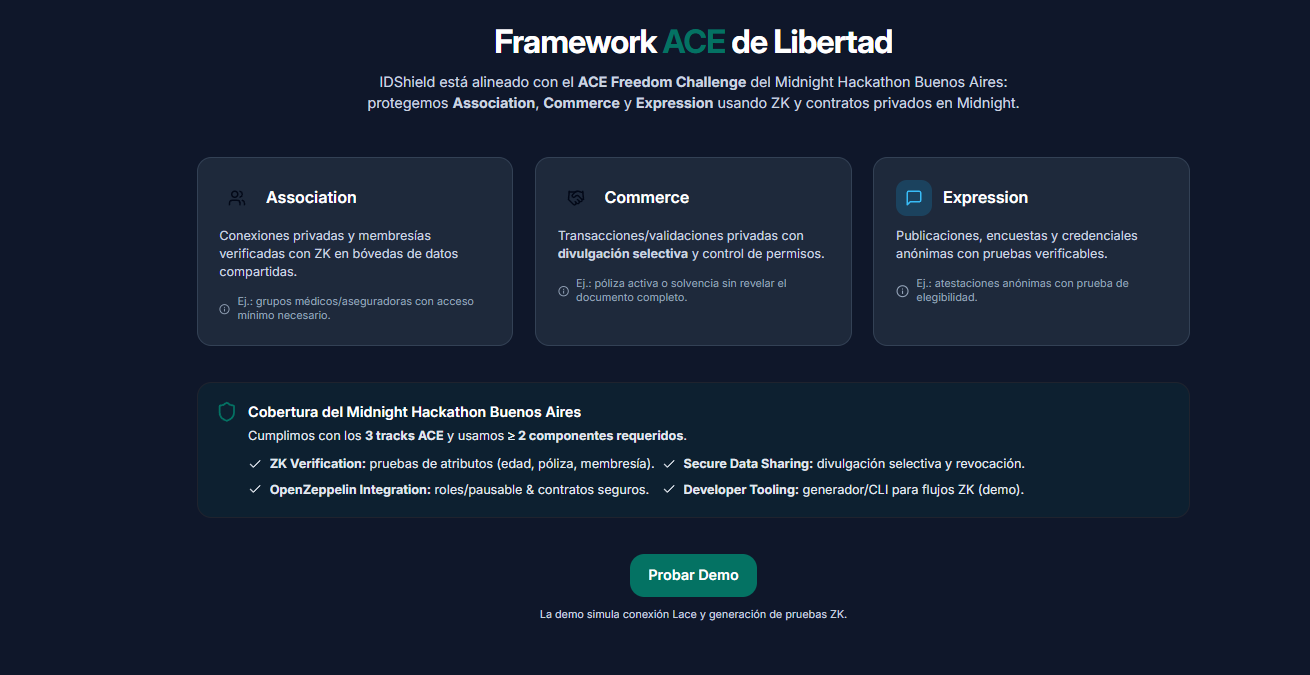 Framework ACE de Libertad
IDShield está alineado con el ACE Freedom Challenge del Midnight Hackathon Buenos Aires:
protegemos Association, Commerce y Expression usando ZK y contratos privados en Midnight.
Association
Conexiones privadas y membresías
verificadas con ZK en bóvedas de datos
compartidas.
Ej.: grupos médicos/aseguradoras con acceso
mínimo necesario.
Commerce
Transacciones/validaciones privadas con
divulgación selectiva y control de permisos.
Ej.: póliza activa o solvencia sin revelar el
documento completo.
Expression
Publicaciones, encuestas y credenciales
anónimas con pruebas verificables.
Ej.: atestaciones anónimas con prueba de
elegibilidad.
Cobertura del Midnight Hackathon Buenos Aires
Cumplimos con los 3 tracks ACE y usamos ≥ 2 componentes requeridos.
ZK Verification: pruebas de atributos (edad, póliza, membresía).
Secure Data Sharing: divulgación selectiva y revocación.
OpenZeppelin Integration: roles/pausable & contratos seguros.
Developer Tooling: generador/CLI para flujos ZK (demo).
Probar Demo
La demo simula conexión Lace y generación de pruebas ZK.